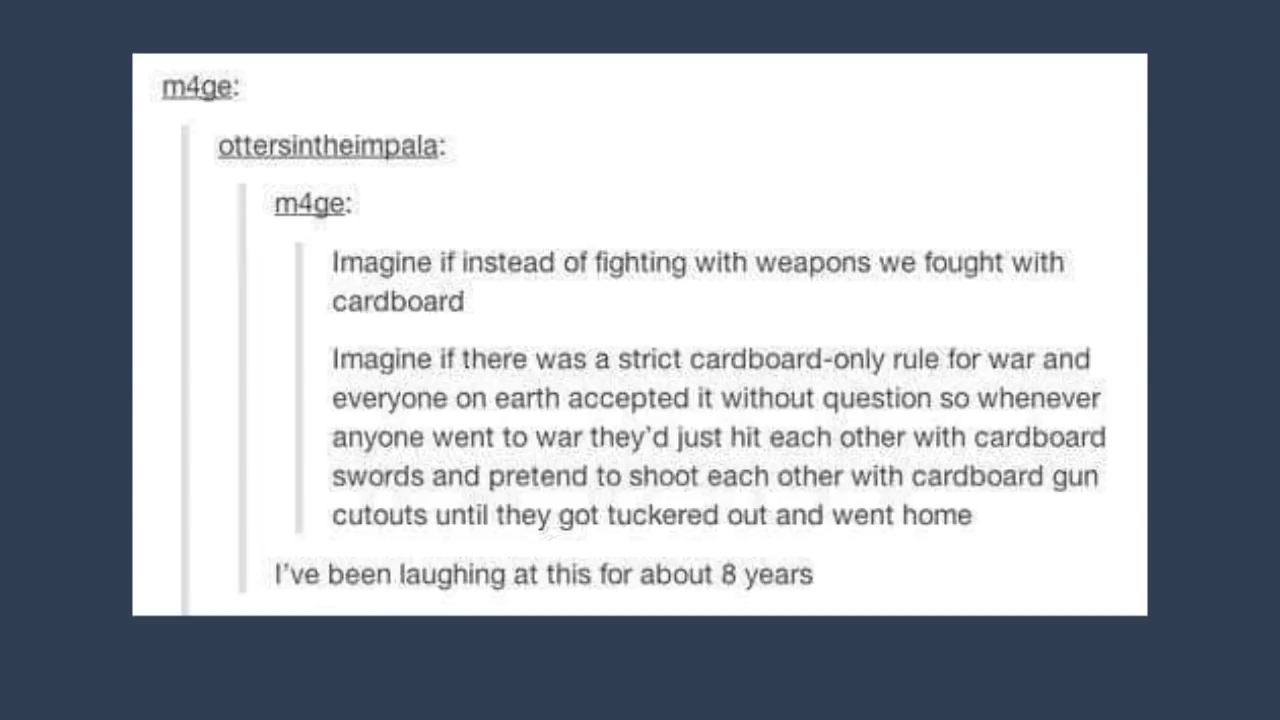 m4ge:
ottersintheimpala:
m4ge:
Imagine if instead of fighting with weapons we fought with
cardboard
Imagine if there was a strict cardboard-only rule for war and
everyone on earth accepted it without question so whenever
anyone went to war they'd just hit each other with cardboard
swords and pretend to shoot each other with cardboard gun
cutouts until they got tuckered out and went home
I've been laughing at this for about 8 years